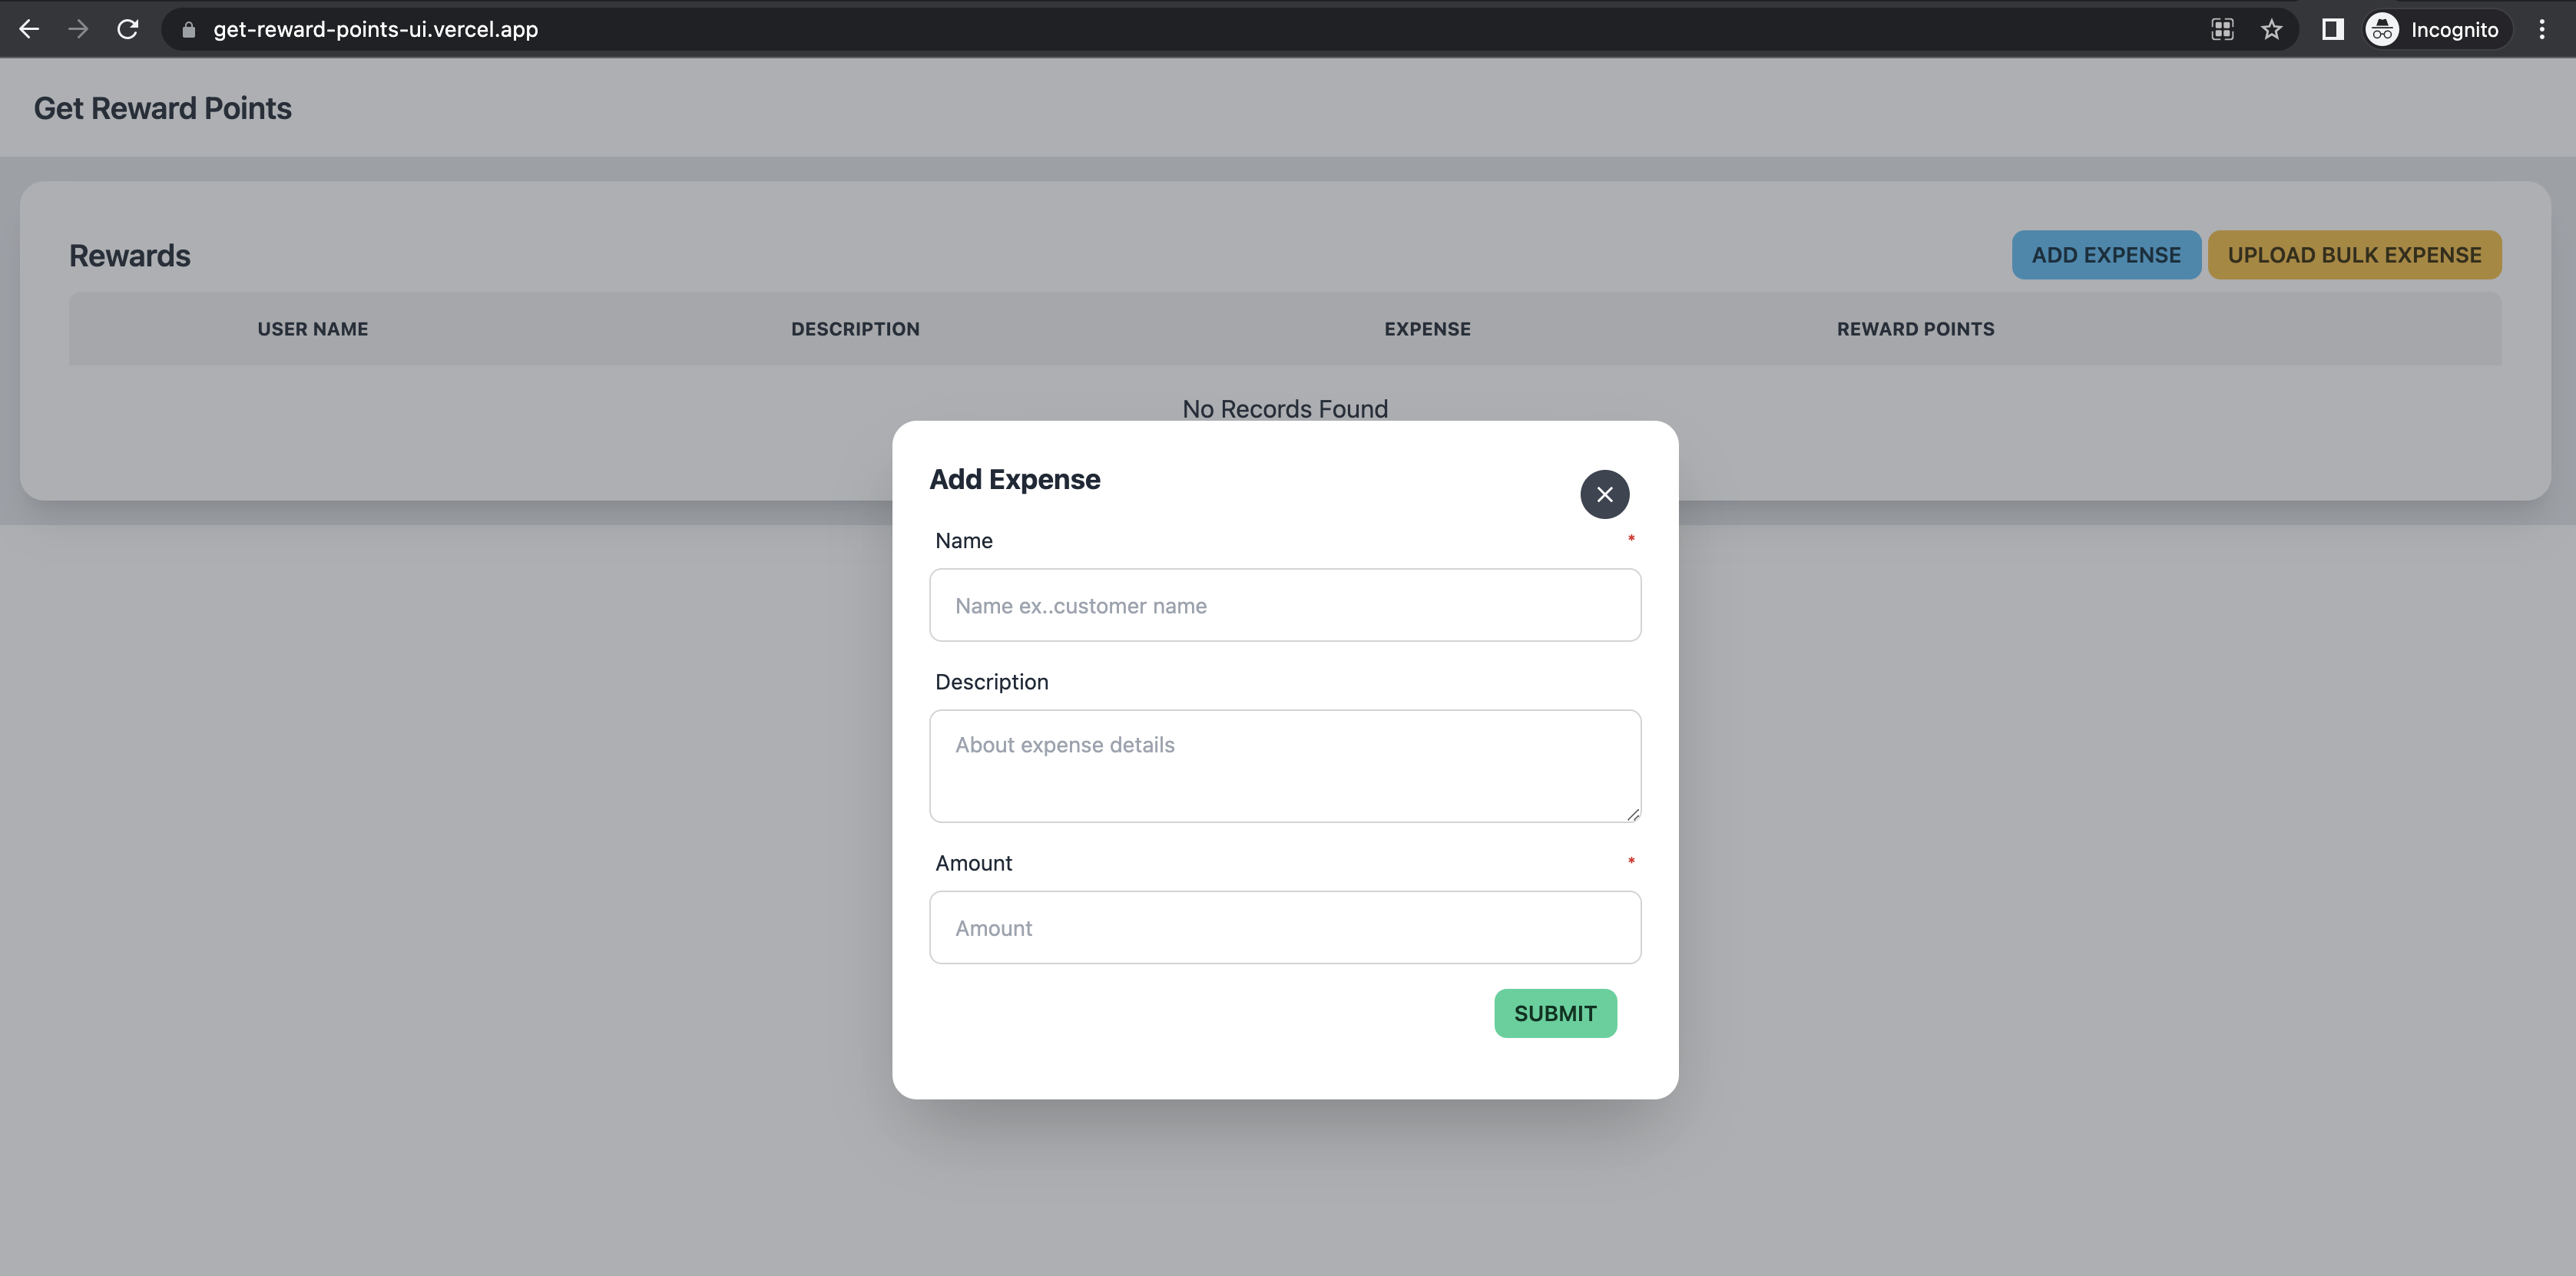 get-reward-points-ui.vercel.app
Incognito
Get Reward Points
Rewards
ADD EXPENSE
UPLOAD BULK EXPENSE
USER NAME DESCRIPTION EXPENSE REWARD POINTS
No Records Found
Add Expense
Name *
Name ex..customer name
Description
About expense details
Amount *
Amount
SUBMIT